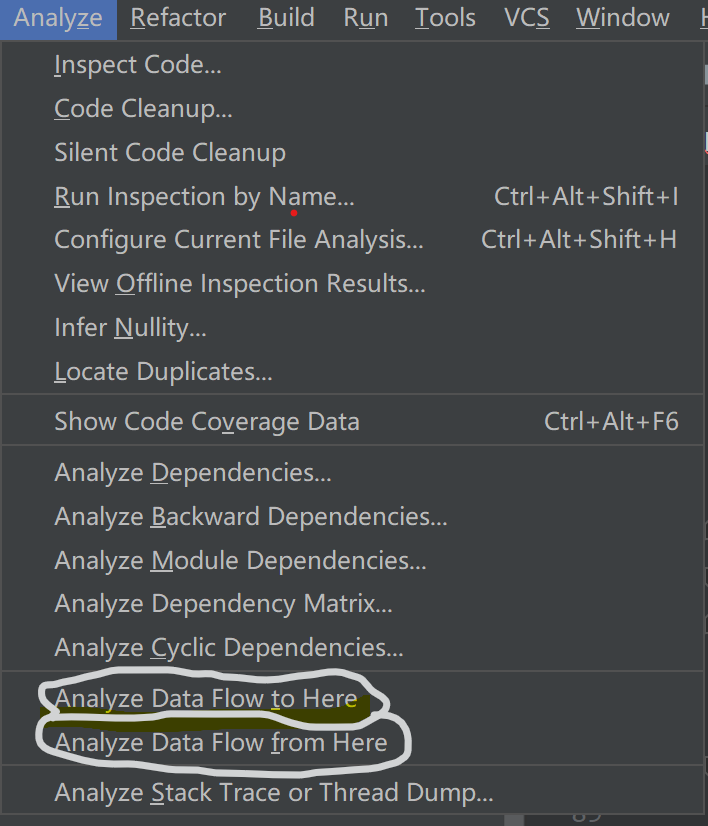 Analyze Refactor Build Run Tools VCS Window
Inspect Code...
Code Cleanup...
Silent Code Cleanup
Run Inspection by Name... Ctrl+Alt+Shift+I
Configure Current File Analysis... Ctrl+Alt+Shift+H
View Offline Inspection Results...
Infer Nullity...
Locate Duplicates...
Show Code Coverage Data Ctrl+Alt+F6
Analyze Dependencies...
Analyze Backward Dependencies...
Analyze Module Dependencies...
Analyze Dependency Matrix...
Analyze Cyclic Dependencies...
Analyze Data Flow to Here
Analyze Data Flow from Here
Analyze Stack Trace or Thread Dump...